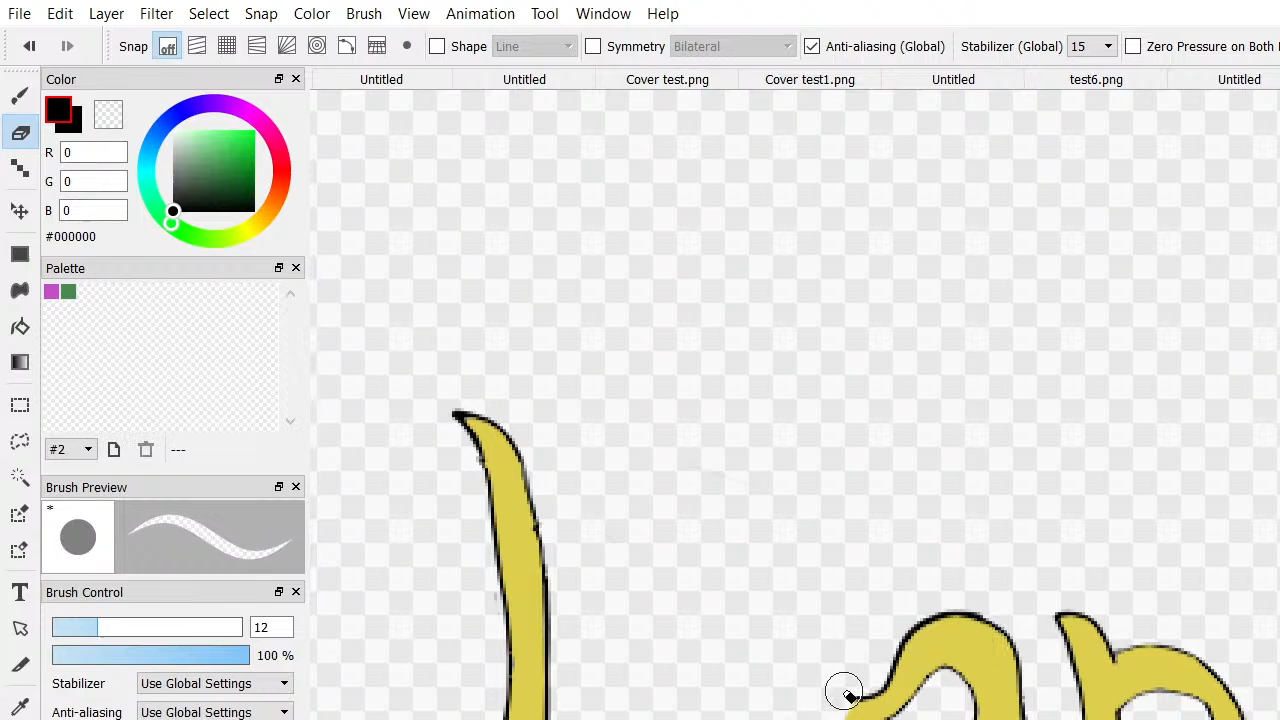 File Edit Layer Filter Select Snap Color Brush View Animation Tool Window Help
Snap off Shape Line Symmetry Bilateral Anti-aliasing (Global) Stabilizer (Global) 15 Zero Pressure on Both
Color
Untitled Untitled Cover test.png Cover test1.png Untitled test6.png Untitled
R 0
G 0
B 0
#000000
Palette
#2 ---
Brush Preview
*
Brush Control
12
100 %
Stabilizer Use Global Settings
Anti-aliasing Use Global Settings
T